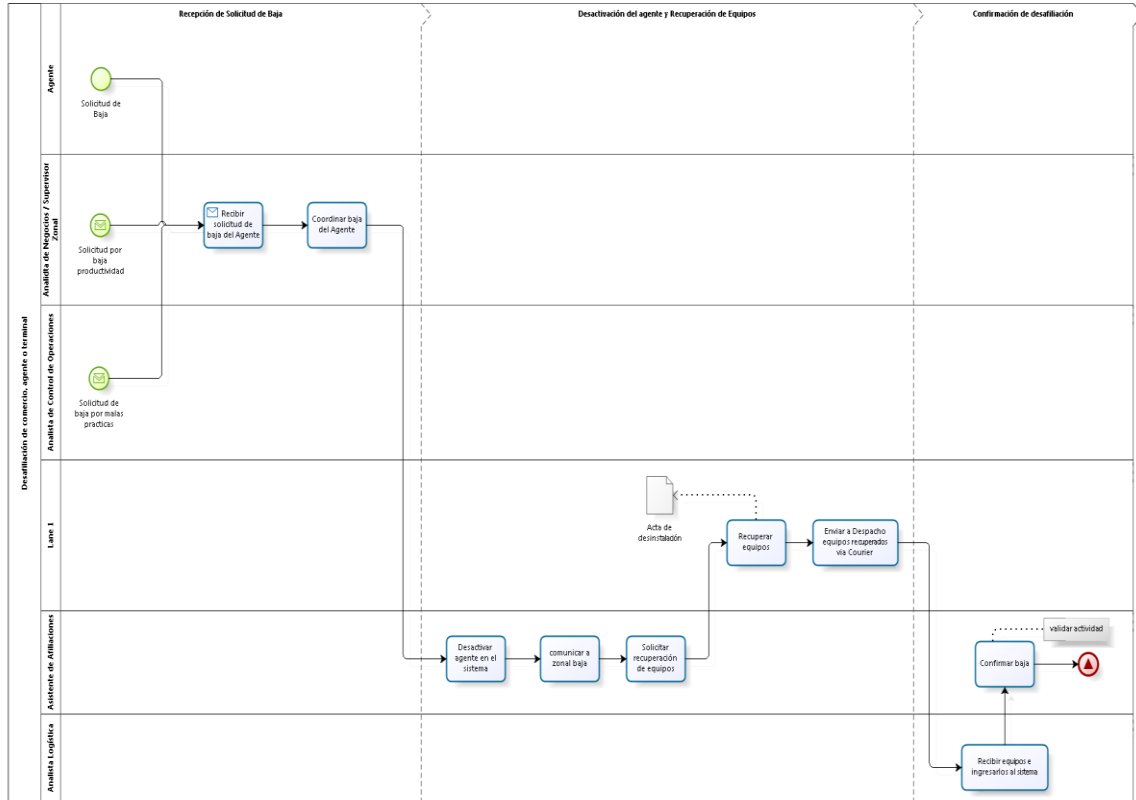 Recepción de Solicitud de Baja
Desactivación del agente y Recuperación de Equipos
Confirmación de desafiliación
Desafiliación de comercio, agente o terminal
Agente
Solicitud de
Baja
Analidta de Negocios / Supervisor
Zonal
Solicitud por
baja
productividad
Recibir
solicitud de
baja del Agente
Coordinar baja
del Agente
Analista de Control de Operaciones
Solicitud de
baja por malas
practicas
Lane 1
Acta de
desinstalación
Recuperar
equipos
Enviar a Despacho
equipos recuperados
vía Courier
Asistente de Afiliaciones
Desactivar
agente en el
sistema
comunicar a
zonal baja
Solicitar
recuperación
de equipos
validar actividad
Confirmar baja
Analista Logística
Recibir equipos e
ingresarlos al sistema